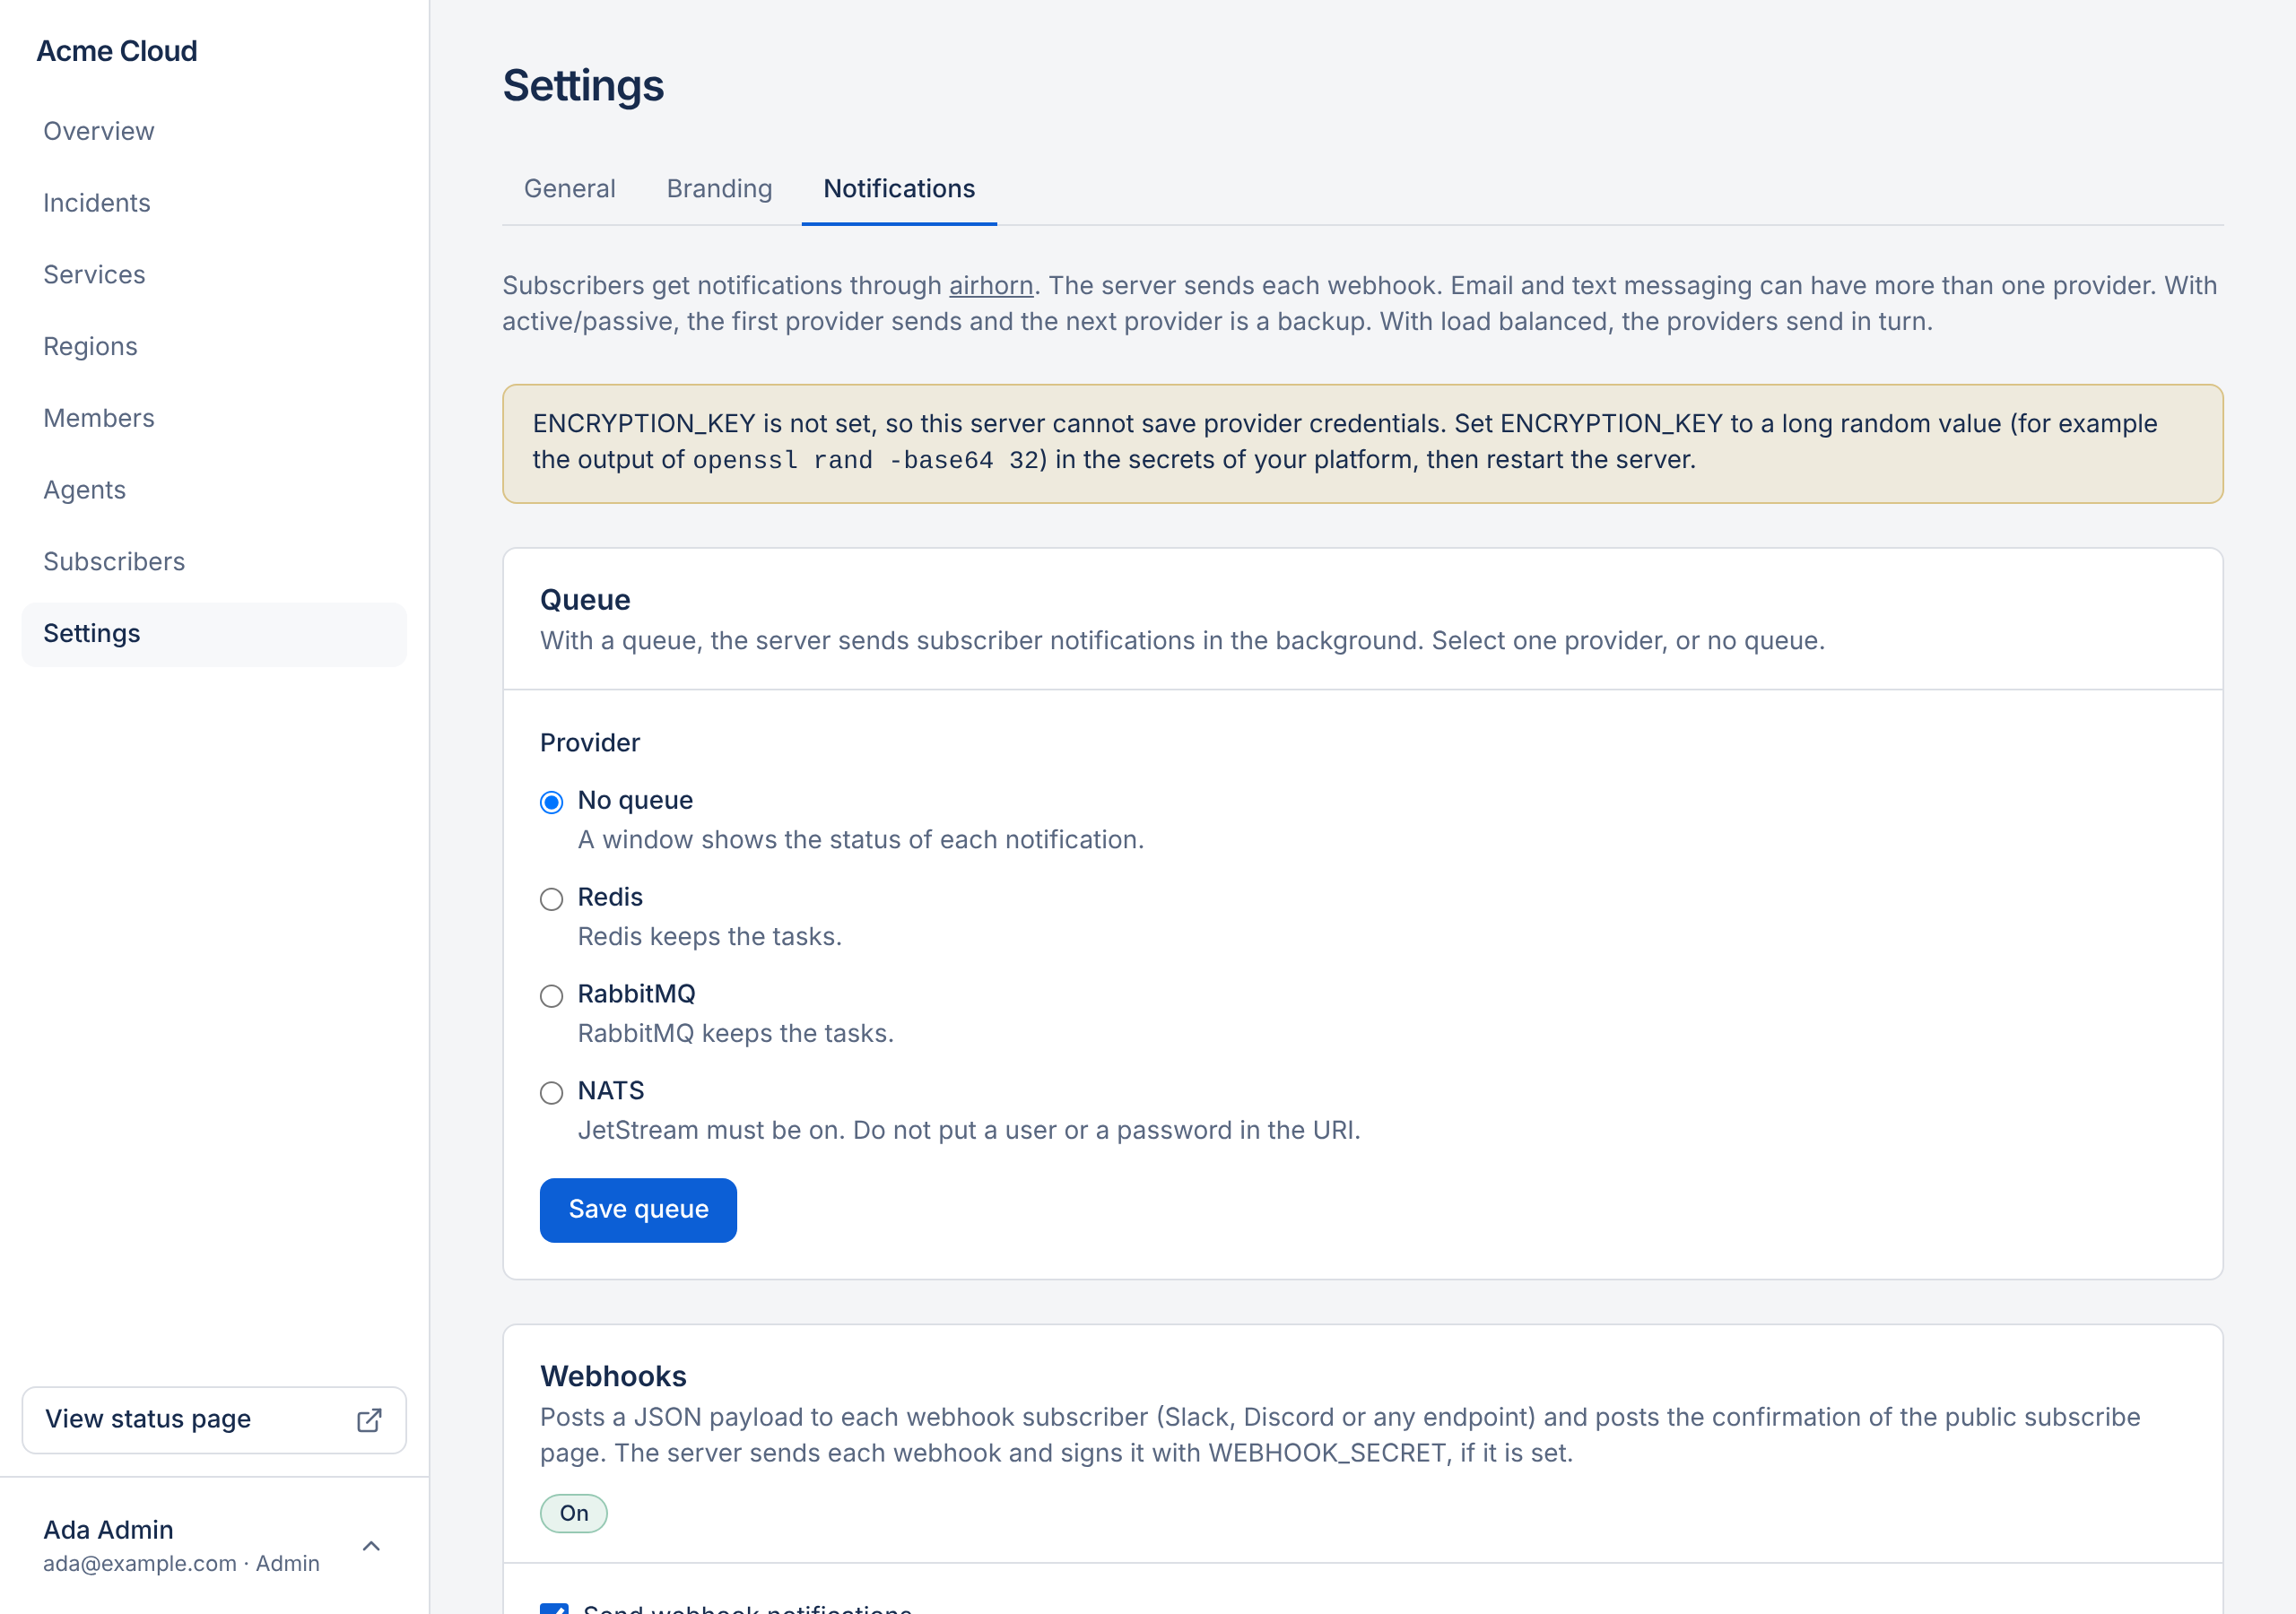 Acme Cloud
Overview
Incidents
Services
Regions
Members
Agents
Subscribers
Settings
View status page
Ada Admin
ada@example.com · Admin
Settings
General
Branding
Notifications
Subscribers get notifications through airhorn. The server sends each webhook. Email and text messaging can have more than one provider. With
active/passive, the first provider sends and the next provider is a backup. With load balanced, the providers send in turn.
ENCRYPTION_KEY is not set, so this server cannot save provider credentials. Set ENCRYPTION_KEY to a long random value (for example
the output of openssl rand -base64 32) in the secrets of your platform, then restart the server.
Queue
With a queue, the server sends subscriber notifications in the background. Select one provider, or no queue.
Provider
No queue
A window shows the status of each notification.
Redis
Redis keeps the tasks.
RabbitMQ
RabbitMQ keeps the tasks.
NATS
JetStream must be on. Do not put a user or a password in the URI.
Save queue
Webhooks
Posts a JSON payload to each webhook subscriber (Slack, Discord or any endpoint) and posts the confirmation of the public subscribe
page. The server sends each webhook and signs it with WEBHOOK_SECRET, if it is set.
On
Send webhook notifications